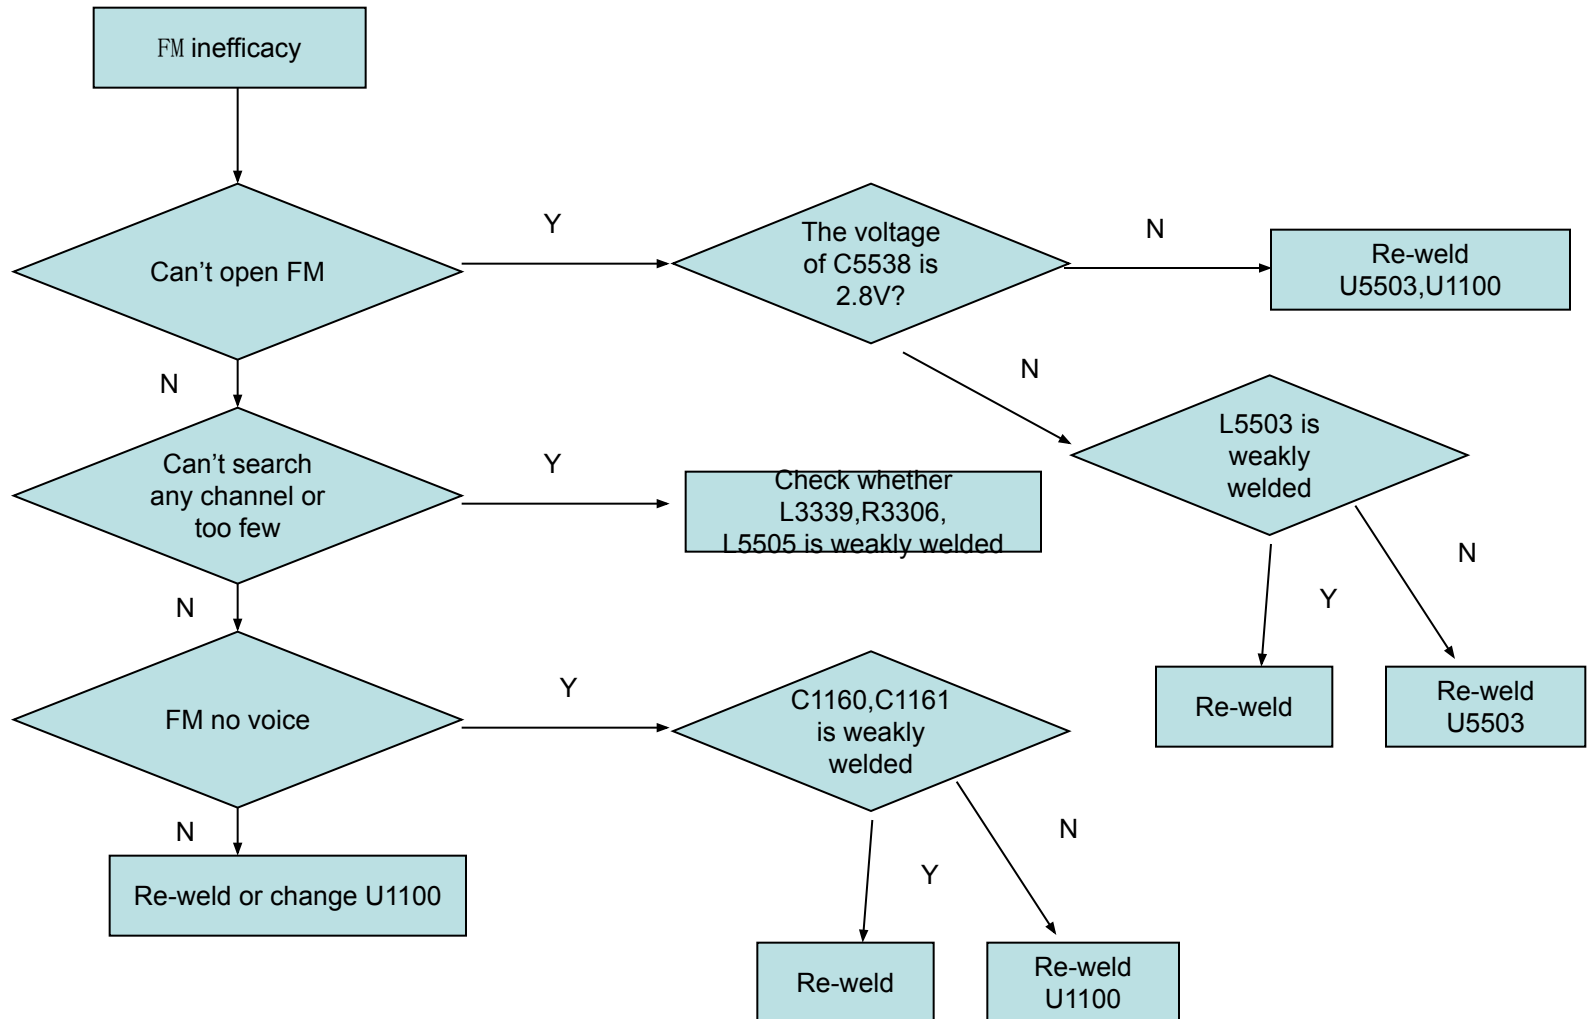 FM inefficacy
Can’t open FM
Y
The voltage
of C5538 is
2.8V?
N
Re-weld
U5503,U1100
N
N
L5503 is
weakly
welded
Can’t search
any channel or
too few
Y
Check whether
L3339,R3306,
L5505 is weakly welded
N
Y
Re-weld
Re-weld
U5503
N
FM no voice
Y
C1160,C1161
is weakly
welded
N
Re-weld or change U1100
Y
N
Re-weld
Re-weld
U1100